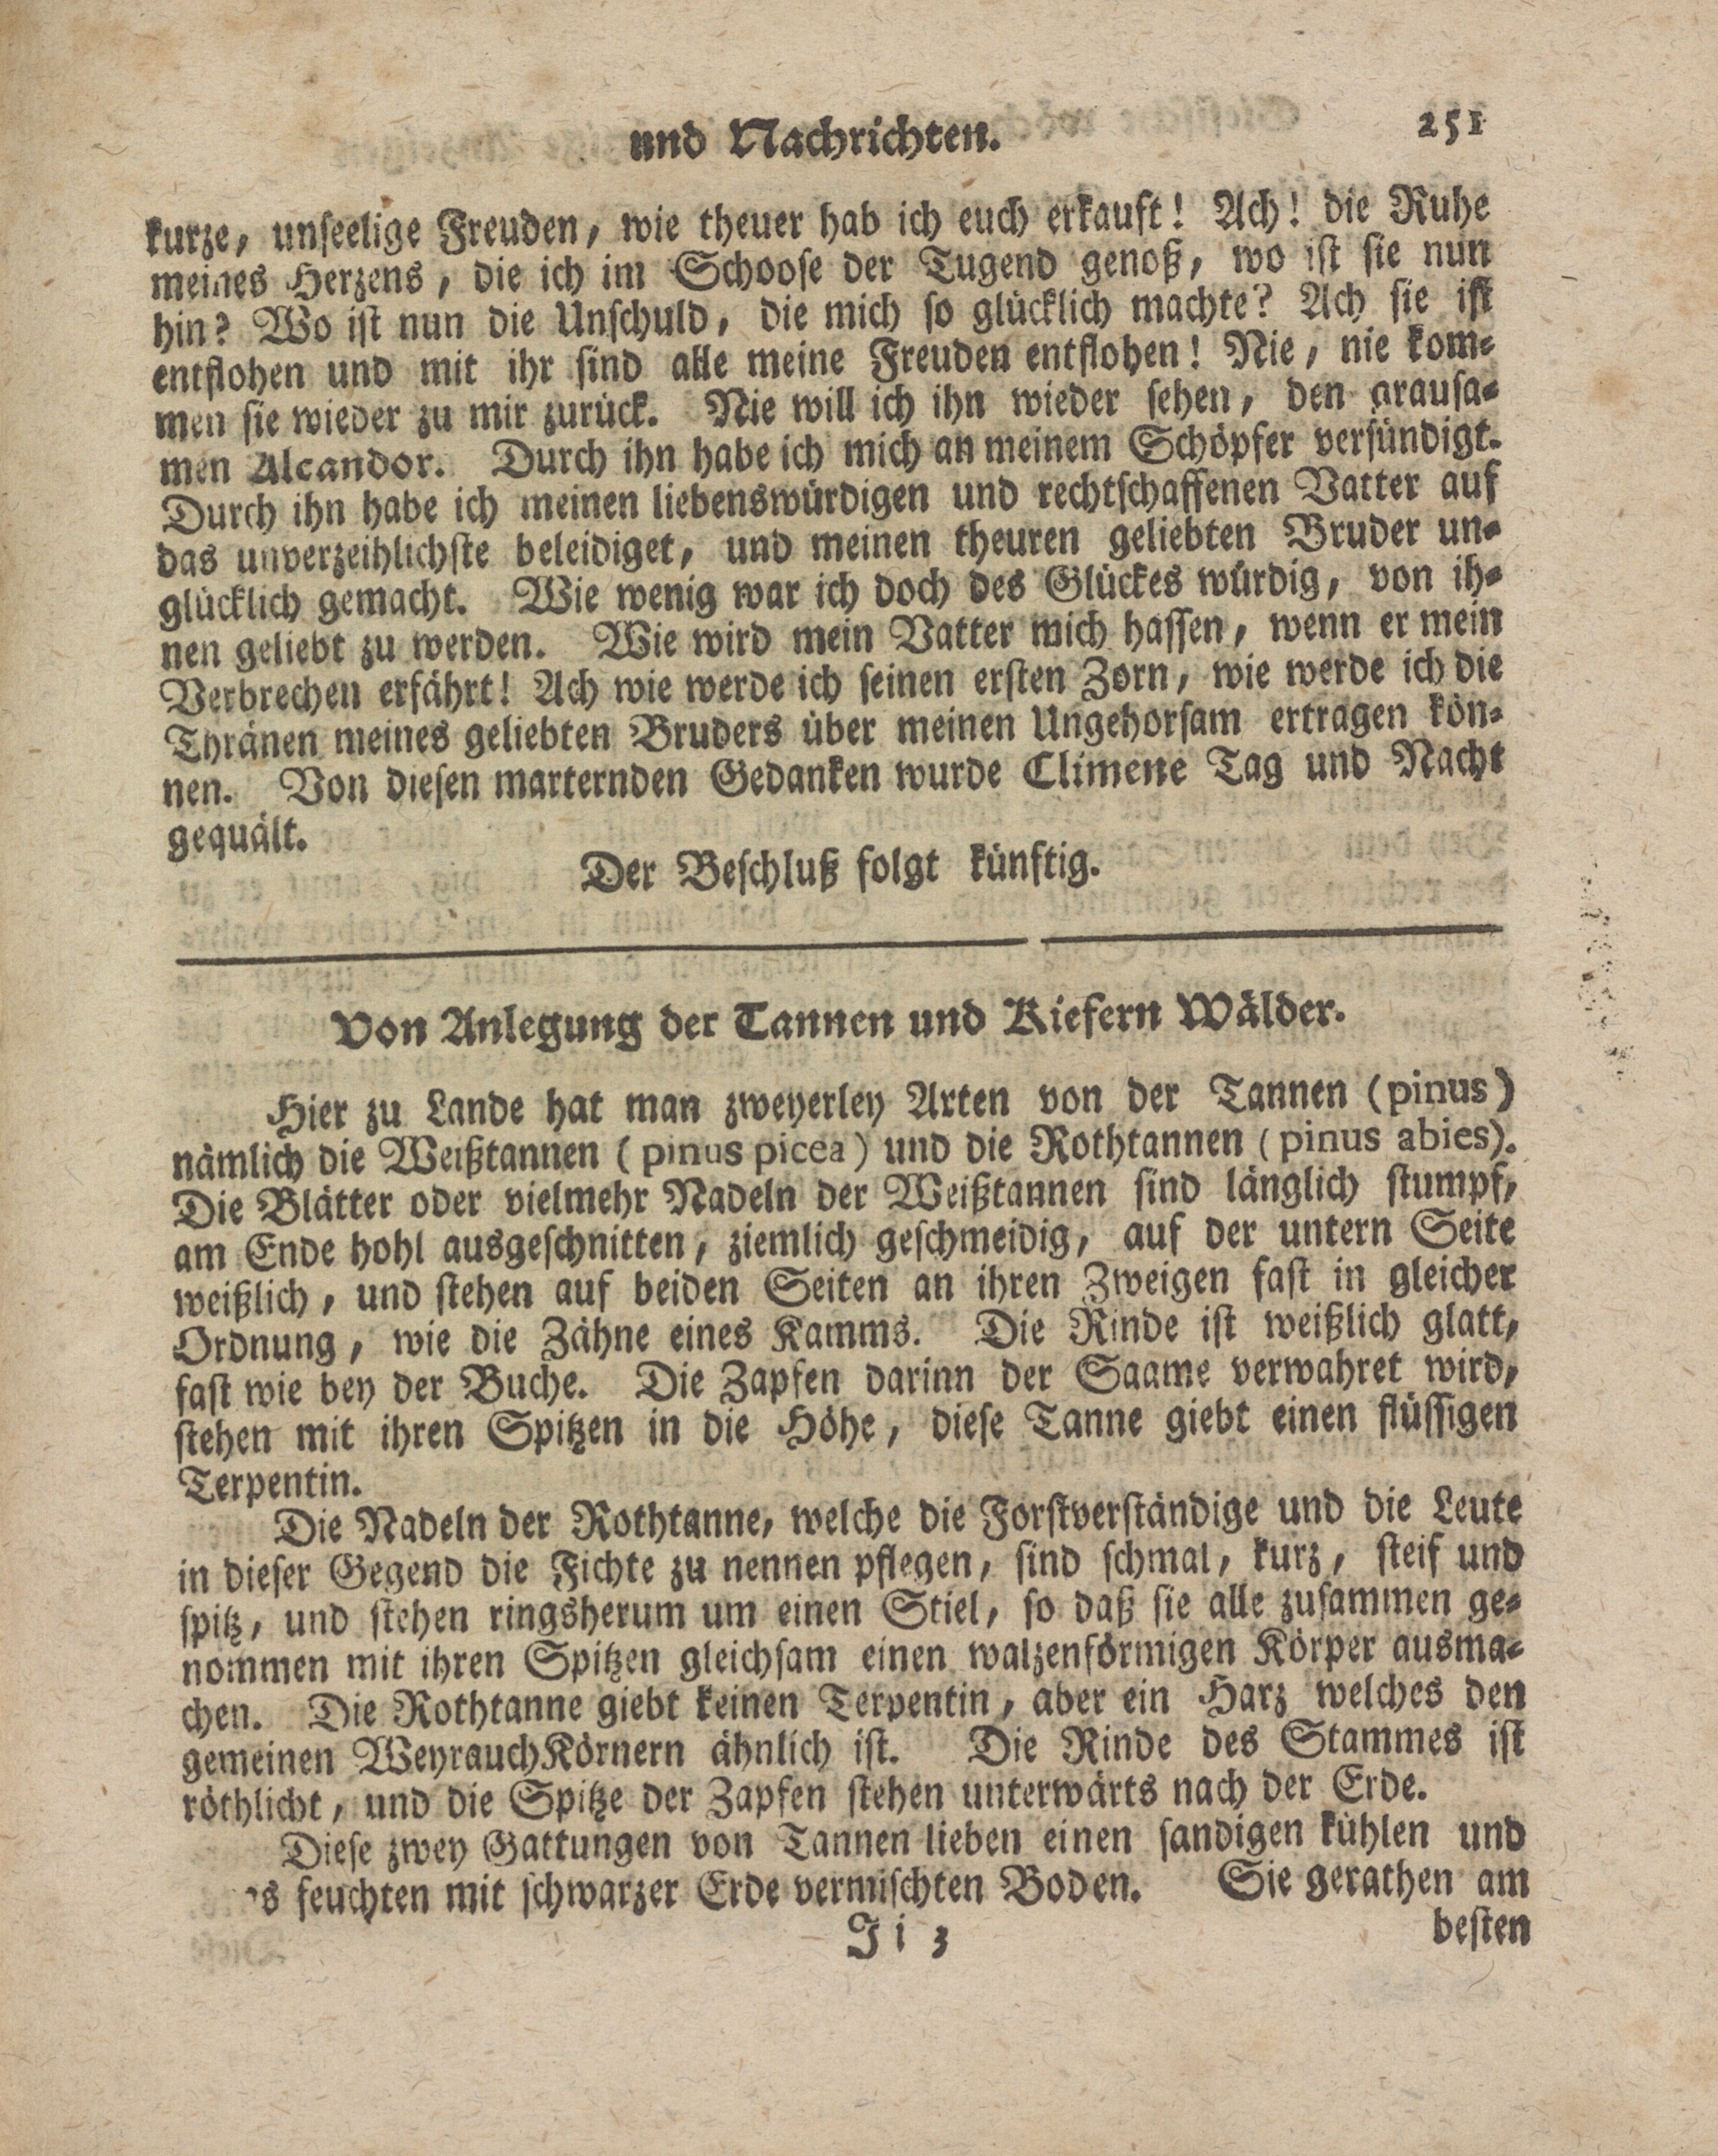 und Nachrichten. 251
kurze, unseelige Freuden, wie theuer hab ich euch erkauft! Ach! die Ruhe
meines Herzens, die ich im Schoose der Tugend genoß, wo ist sie nun
hin? Wo ist nun die Unschuld, die mich so glücklich machte? Ach sie ist
entflohen und mit ihr sind alle meine Freuden entflohen! Nie, nie kom-
men sie wieder zu mir zurück. Nie will ich ihn wieder sehen, den grausa-
men Alcandor. Durch ihn habe ich mich an meinem Schöpfer versündigt.
Durch ihn habe ich meinen liebenswürdigen und rechtschaffenen Vatter auf
das unverzeihlichste beleidiget, und meinen theuren geliebten Bruder un-
glücklich gemacht. Wie wenig war ich doch des Glückes würdig, von ih-
nen geliebt zu werden. Wie wird mein Vatter mich hassen, wenn er mein
Verbrechen erfährt! Ach wie werde ich seinen ersten Zorn, wie werde ich die
Thränen meines geliebten Bruders über meinen Ungehorsam ertragen kön-
nen. Von diesen marternden Gedanken wurde Climene Tag und Nacht
gequält.
Der Beschluß folgt künftig.
Von Anlegung der Tannen und Kiefern Wälder.
Hier zu Lande hat man zweyerley Arten von der Tannen (pinus)
nämlich die Weißtannen (pinus picea) und die Rothtannen (pinus abies).
Die Blätter oder vielmehr Nadeln der Weißtannen sind länglich stumpf,
am Ende hohl ausgeschnitten, ziemlich geschmeidig, auf der untern Seite
weißlich, und stehen auf beiden Seiten an ihren Zweigen fast in gleicher
Ordnung, wie die Zähne eines Kamms. Die Rinde ist weißlich glatt,
fast wie bey der Buche. Die Zapfen darinn der Saame verwahret wird,
stehen mit ihren Spitzen in die Höhe, diese Tanne giebt einen flüssigen
Terpentin.
Die Nadeln der Rothtanne, welche die Forstverständige und die Leute
in dieser Gegend die Fichte zu nennen pflegen, sind schmal, kurz, steif und
spitz, und stehen ringsherum um einen Stiel, so daß sie alle zusammen ge-
nommen mit ihren Spitzen gleichsam einen walzenförmigen Körper ausma-
chen. Die Rothtanne giebt keinen Terpentin, aber ein Harz welches den
gemeinen WeyrauchKörnern ähnlich ist. Die Rinde des Stammes ist
röthlicht, und die Spitze der Zapfen stehen unterwärts nach der Erde.
Diese zwey Gattungen von Tannen lieben einen sandigen kühlen und
feuchten mit schwarzer Erde vermischten Boden. Sie gerathen am
Ji 3 besten